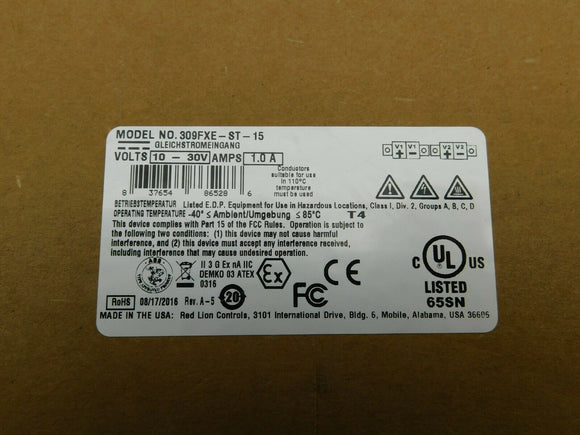 MODEL NO. 309FXE-ST-15
GLEICHSTROMEINGANG
VOLTS 10 - 30V AMPS 1.0 A
V1 V1 V2 V2
+ - + -
Conductors
suitable for use
in 110°C
temperature
must be used
8 37654 86528 6
BETRIEBSTEMPERATUR Listed E.D.P. Equipment for Use in Hazardous Locations, Class I, Div. 2, Groups A, B, C, D
OPERATING TEMPERATURE -40° ≤ Ambient/Umgebung ≤ 85°C T4
This device complies with Part 15 of the FCC Rules. Operation is subject to
the following two conditions: (1) this device may not cause harmful
interference, and (2) this device must accept any interference received,
including interference that may cause undesired operation.
ABS
II 3 G Ex nA IIC
DEMKO 03 ATEX
0316
Ex
CE
FC
C UL US
LISTED
65SN
RoHS 08/17/2016 Rev. A-5 20
MADE IN THE USA: Red Lion Controls, 3101 International Drive, Bldg. 6, Mobile, Alabama, USA 36606